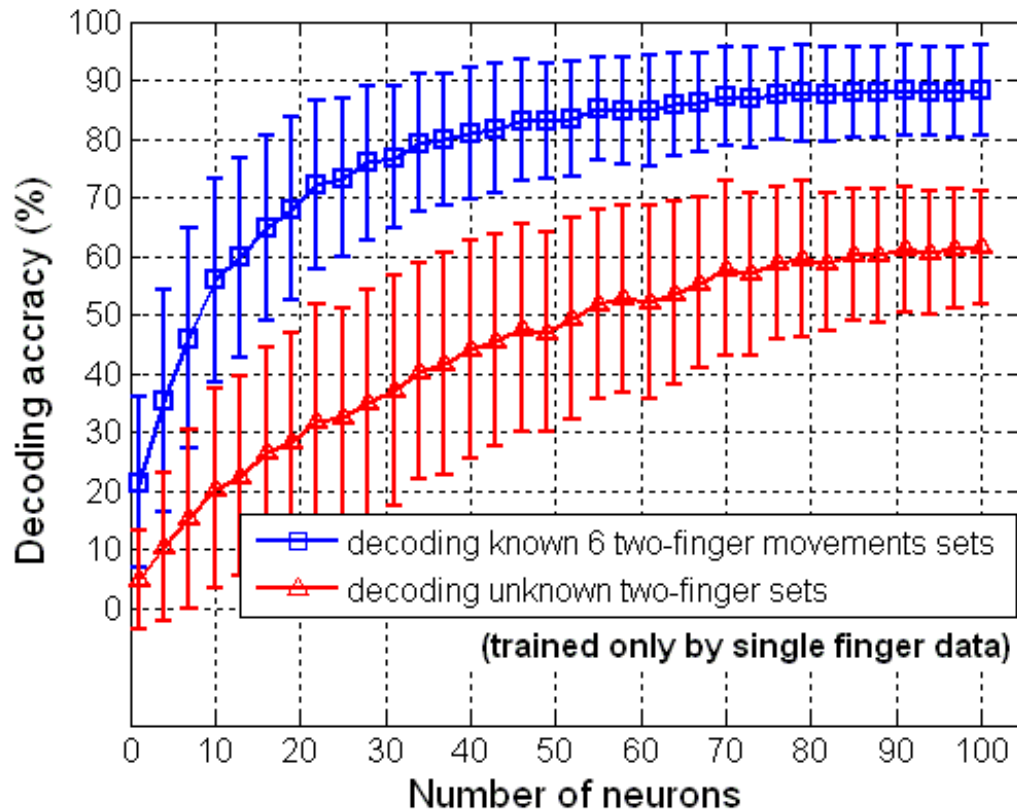 100
90
80
70
60
50
40
30
20
10
0
Decoding accracy (%)
decoding known 6 two-finger movements sets
decoding unknown two-finger sets
(trained only by single finger data)
0 10 20 30 40 50 60 70 80 90 100
Number of neurons